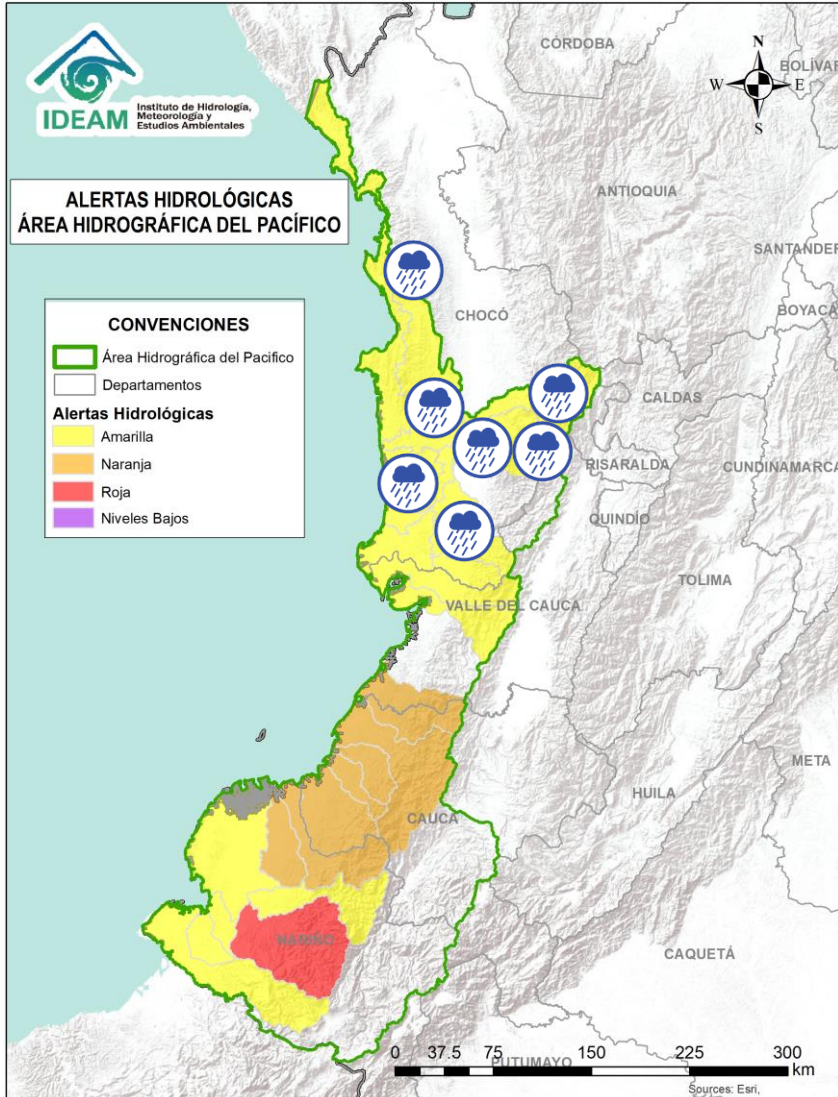 IDEAM
Instituto de Hidrología,
Meteorología y
Estudios Ambientales
ALERTAS HIDROLÓGICAS
ÁREA HIDROGRÁFICA DEL PACÍFICO
CONVENCIONES
Área Hidrográfica del Pacifico
Departamentos
Alertas Hidrológicas
Amarilla
Naranja
Roja
Niveles Bajos
N
W E
S
CÓRDOBA
BOLÍVAR
ANTIOQUIA
SANTANDER
BOYACÁ
CHOCÓ
CALDAS
RISARALDA
CUNDINAMARCA
QUINDÍO
TOLIMA
VALLE DEL CAUCA
META
HUILA
CAUCA
NARIÑO
CAQUETÁ
PUTUMAYO
0 37.5 75 150 225 300
km
Sources: Esri,